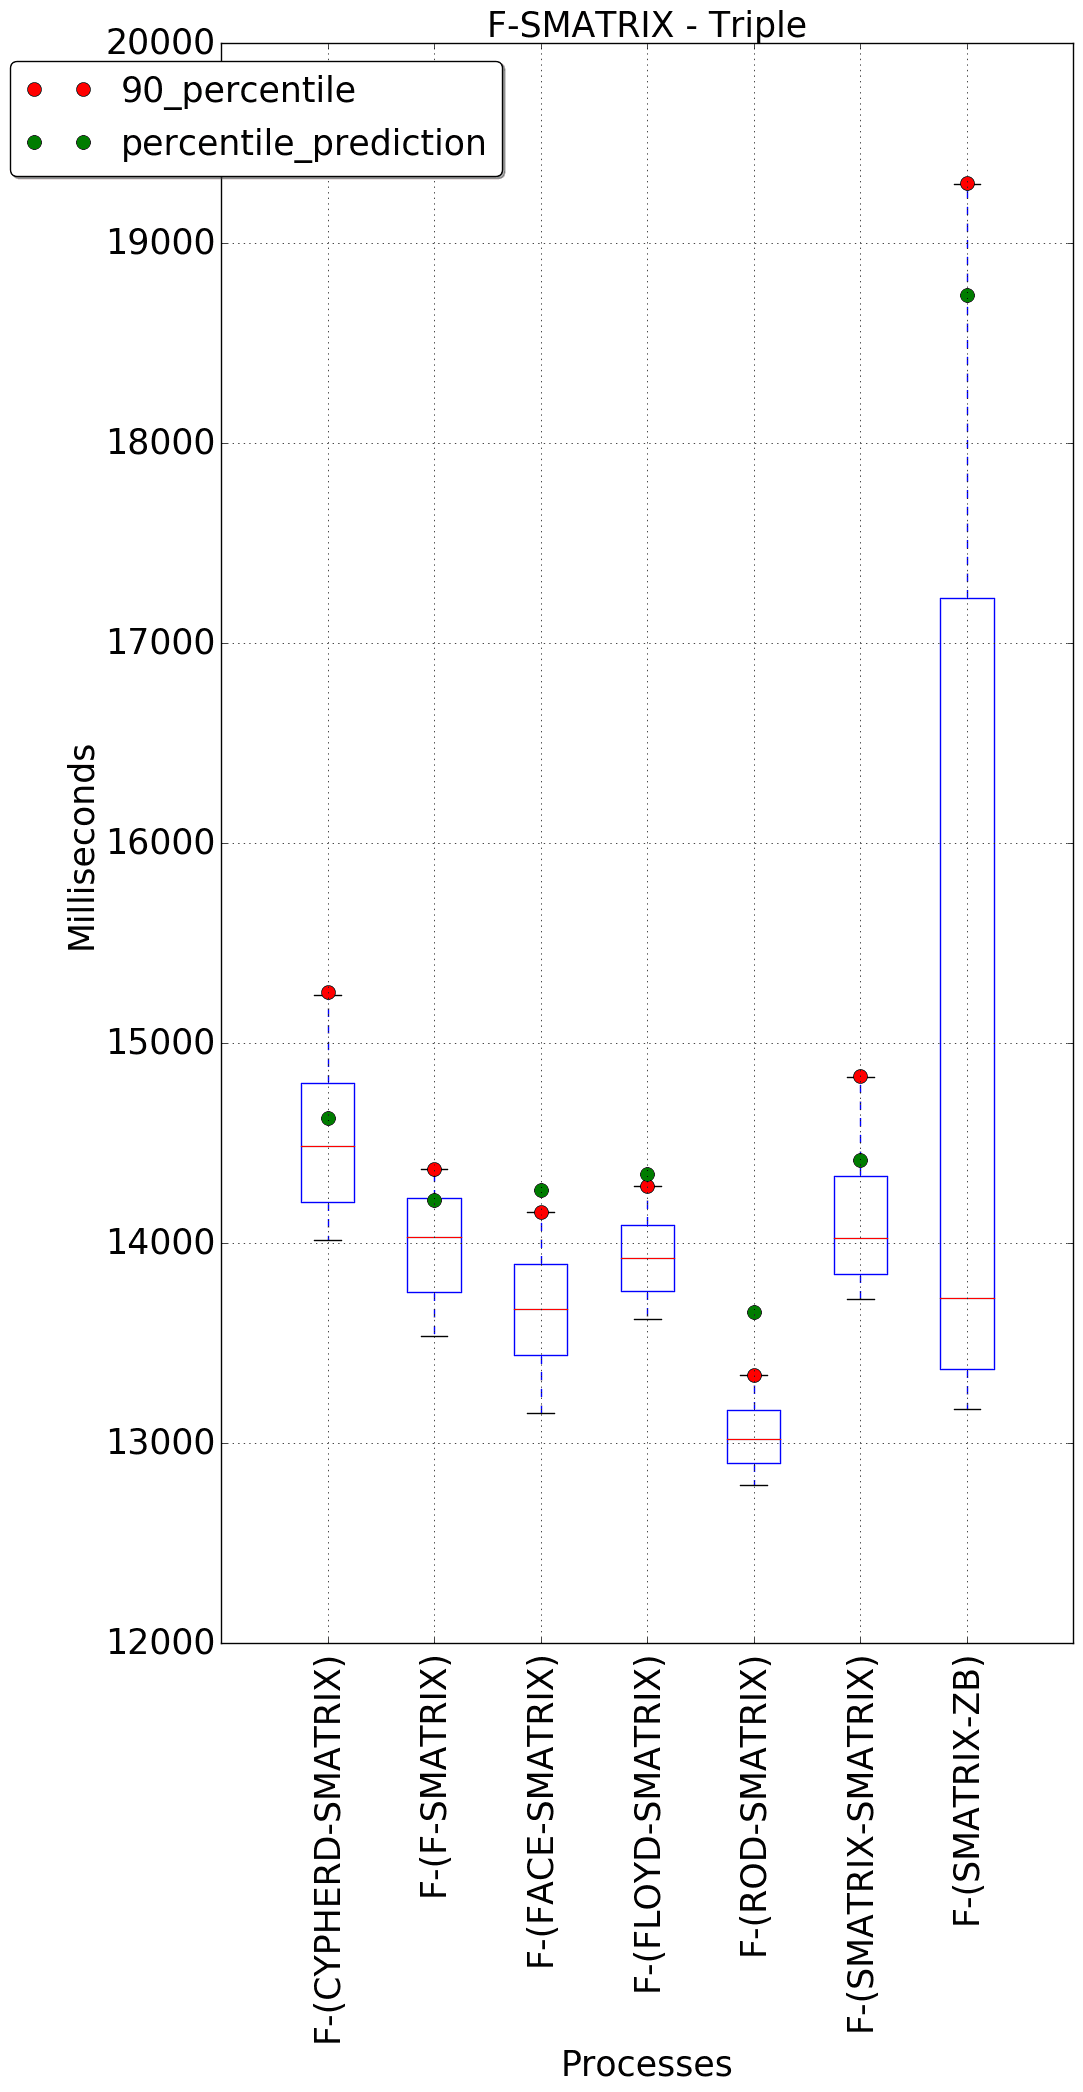 F-SMATRIX - Triple
90_percentile
percentile_prediction
20000
19000
18000
17000
16000
15000
14000
13000
12000
Milliseconds
F-(CYPHERD-SMATRIX)
F-(F-SMATRIX)
F-(FACE-SMATRIX)
F-(FLOYD-SMATRIX)
F-(ROD-SMATRIX)
F-(SMATRIX-SMATRIX)
F-(SMATRIX-ZB)
Processes